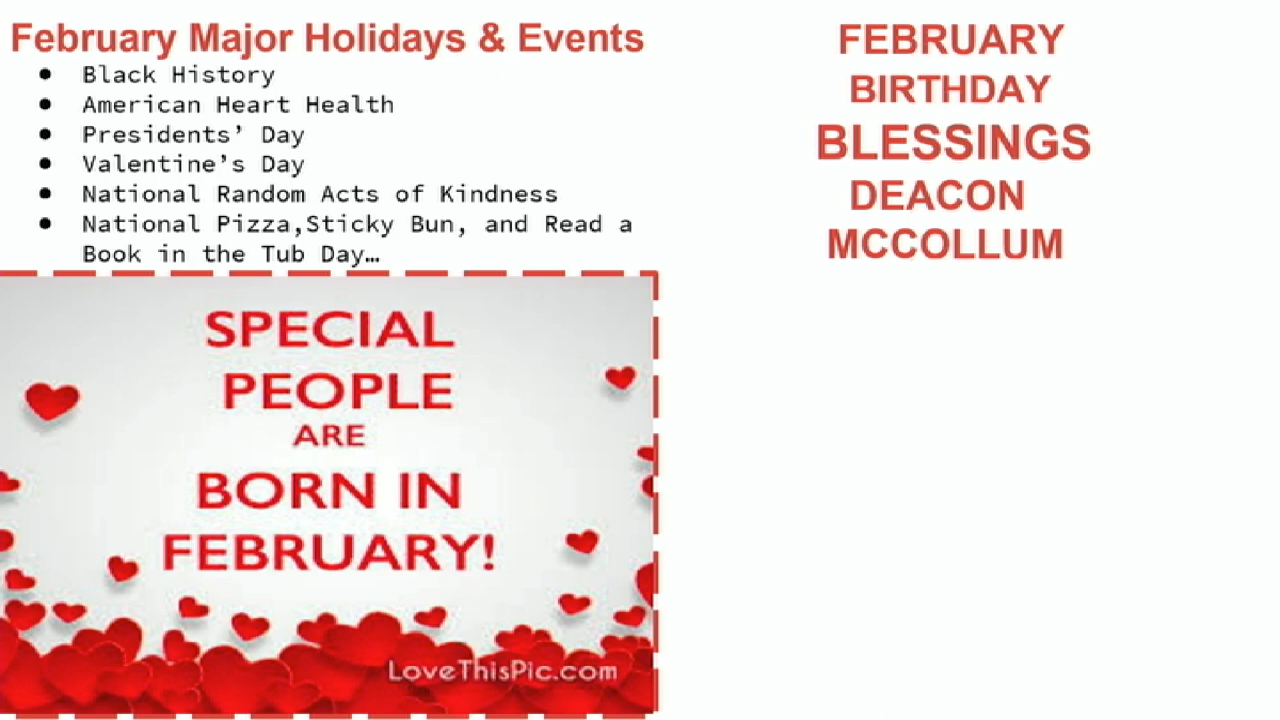 February Major Holidays & Events
● Black History
● American Heart Health
● Presidents’ Day
● Valentine’s Day
● National Random Acts of Kindness
● National Pizza,Sticky Bun, and Read a
Book in the Tub Day…
SPECIAL
PEOPLE
ARE
BORN IN
FEBRUARY!
LoveThisPic.com
FEBRUARY
BIRTHDAY
BLESSINGS
DEACON
MCCOLLUM